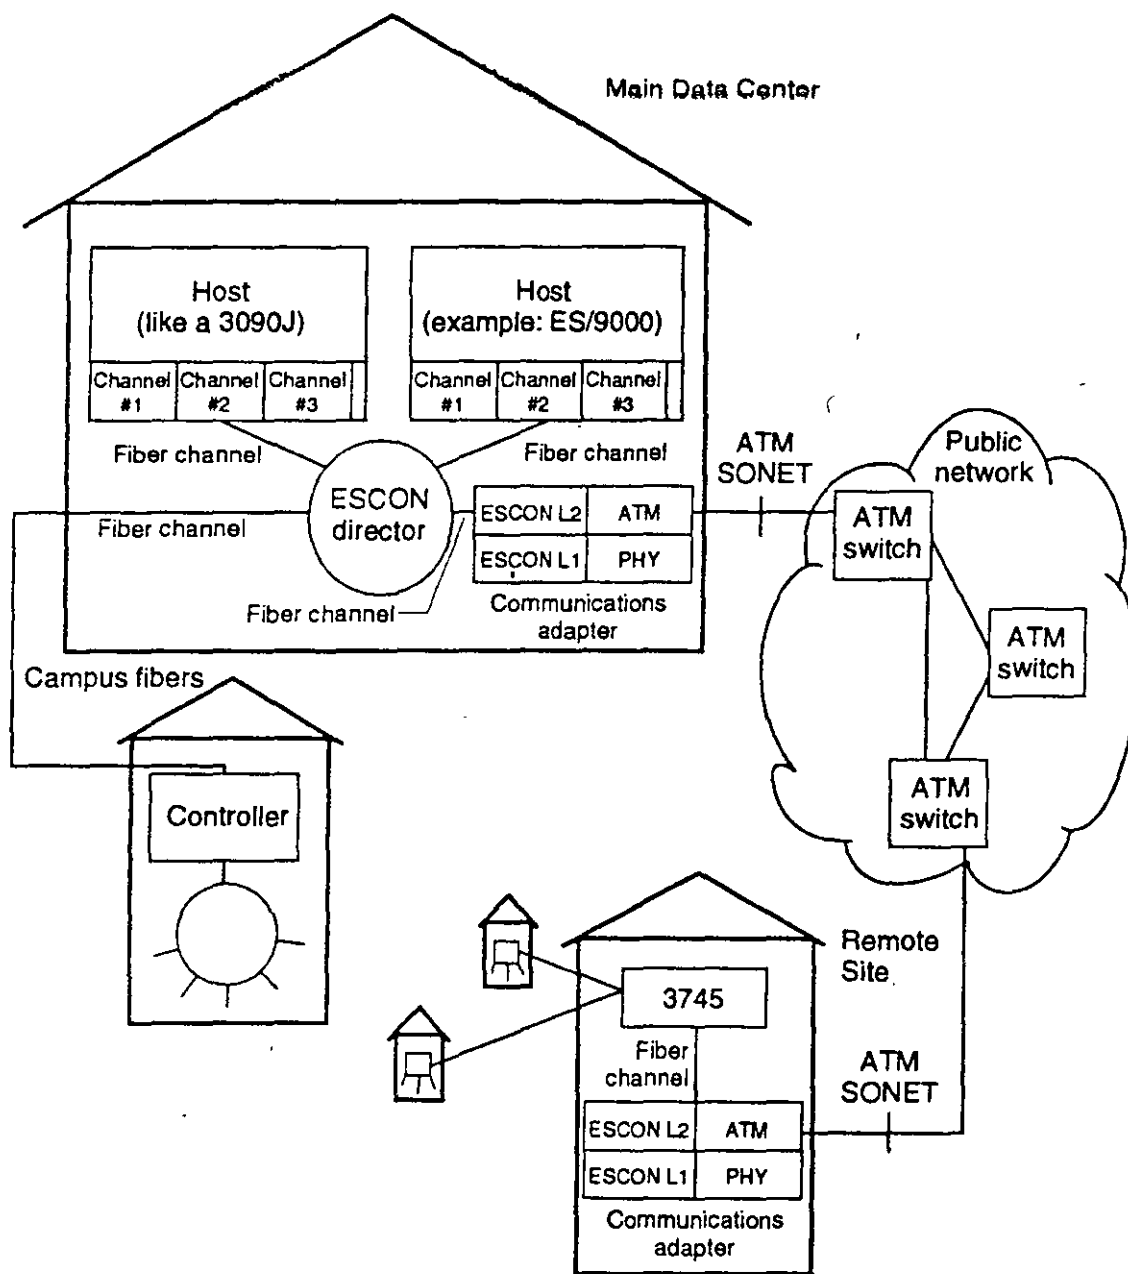 Main Data Center
Host
(like a 3090J)
Channel
#1
Channel
#2
Channel
#3
Host
(example: ES/9000)
Channel
#1
Channel
#2
Channel
#3
Fiber channel
Fiber channel
ESCON
director
Fiber channel
ESCON L2
ATM
ESCON L1
PHY
Fiber channel
Communications
adapter
ATM
SONET
Public
network
ATM
switch
ATM
switch
ATM
switch
Campus fibers
Controller
Remote
Site
3745
Fiber
channel
ESCON L2
ATM
ESCON L1
PHY
Communications
adapter
ATM
SONET